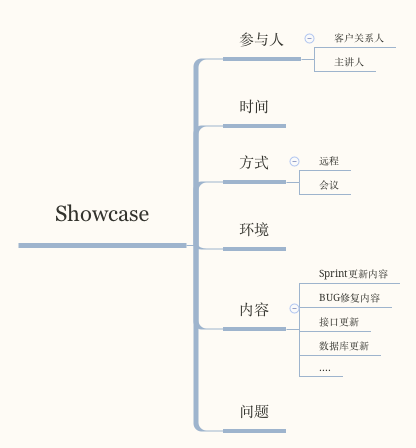 Showcase
参与人
客户关系人
主讲人
时间
方式
远程
会议
环境
内容
Sprint更新内容
BUG修复内容
接口更新
数据库更新
....
问题